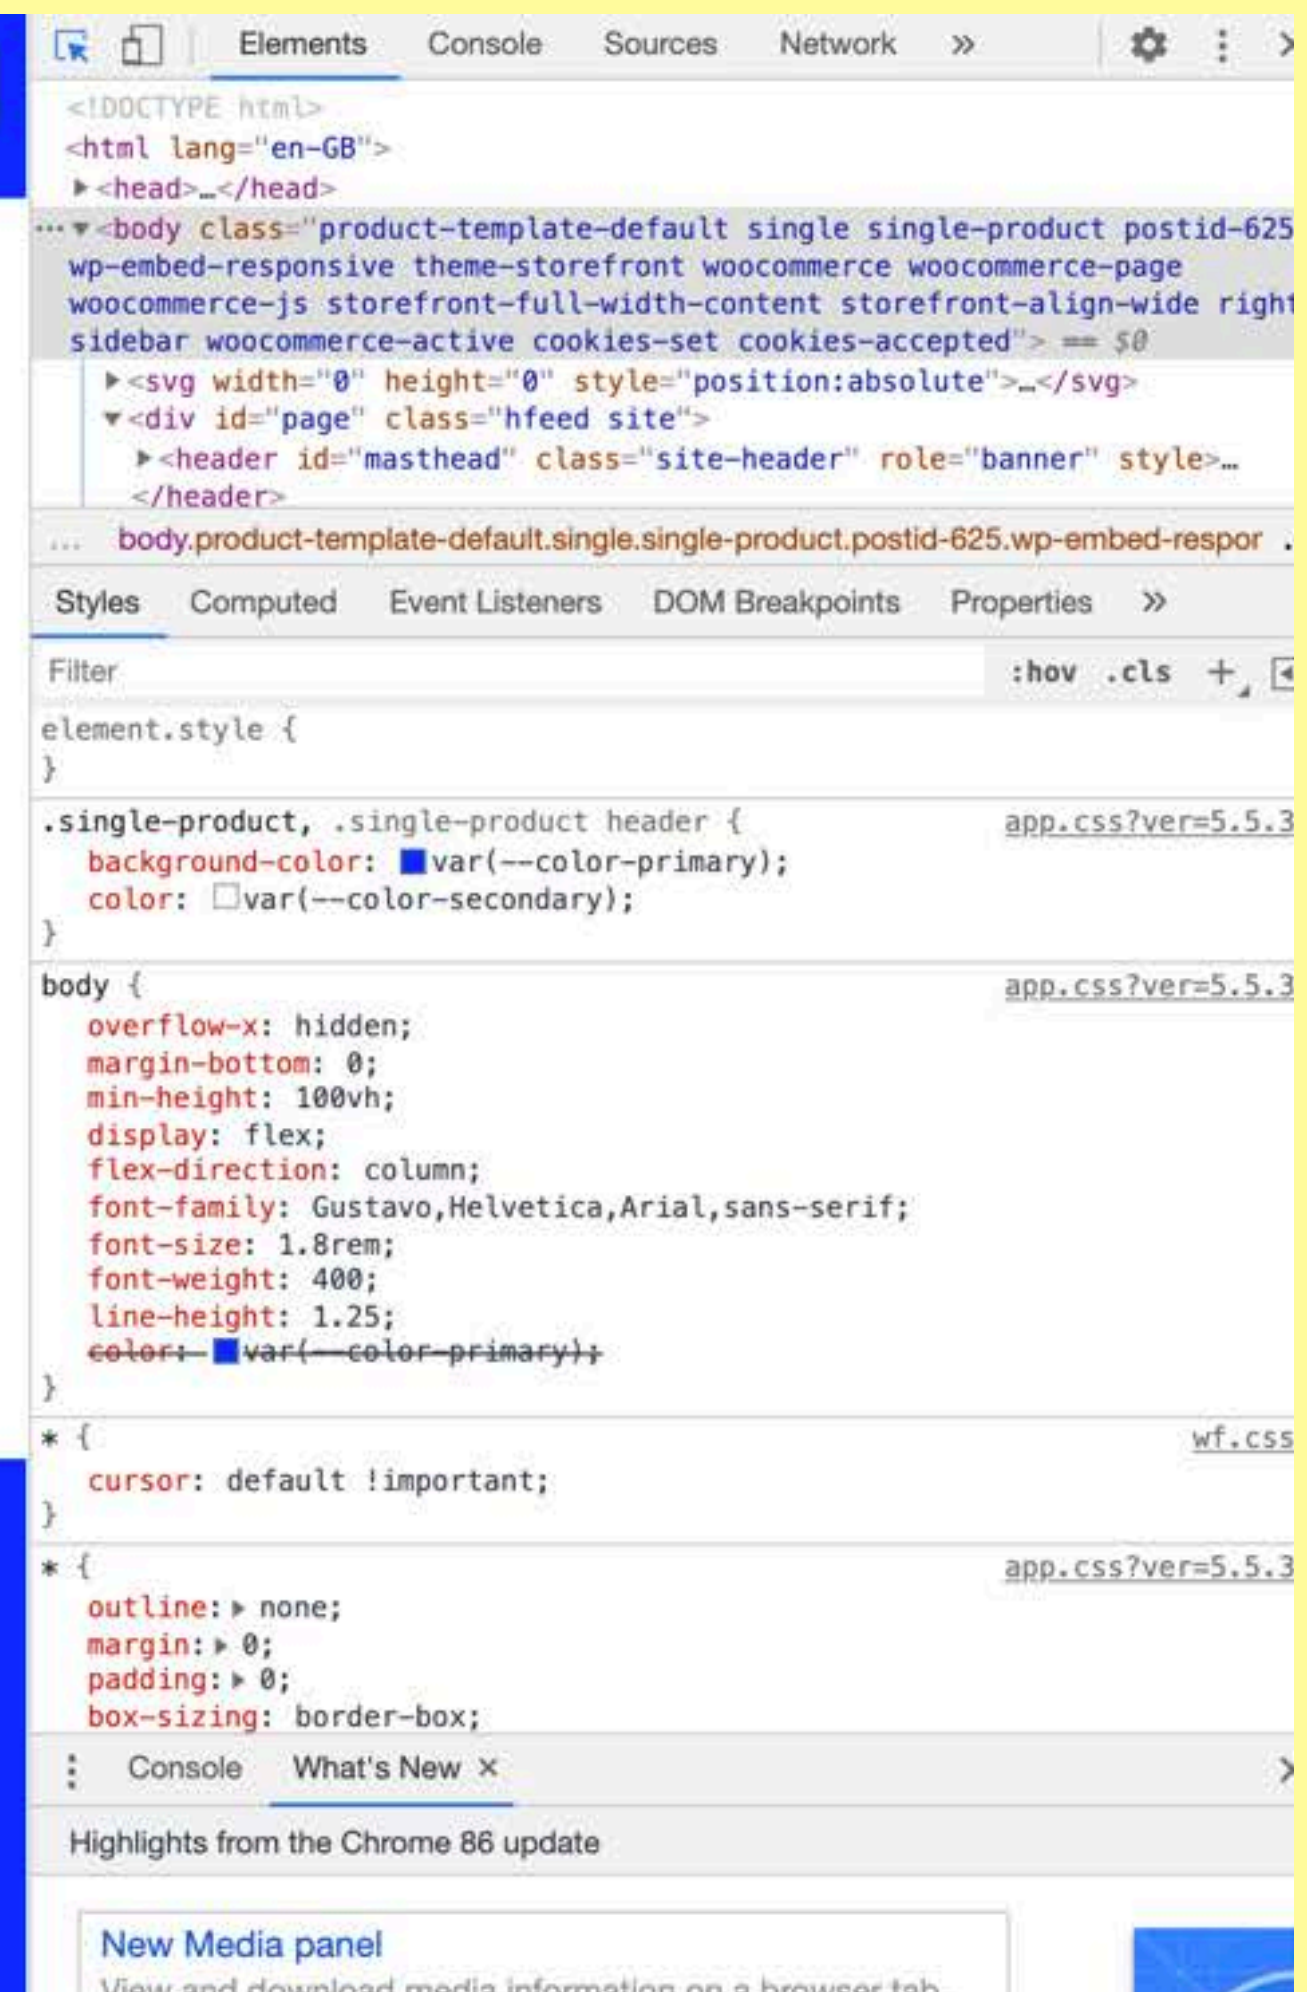 Elements Console Sources Network »
<!DOCTYPE html>
<html lang="en-GB">
▶<head>…</head>
…▼<body class="product-template-default single single-product postid-625
wp-embed-responsive theme-storefront woocommerce woocommerce-page
woocommerce-js storefront-full-width-content storefront-align-wide right
sidebar woocommerce-active cookies-set cookies-accepted"> == $0
▶<svg width="0" height="0" style="position:absolute">…</svg>
▼<div id="page" class="hfeed site">
▶<header id="masthead" class="site-header" role="banner" style>…
</header>
… body.product-template-default.single.single-product.postid-625.wp-embed-respor .
Styles Computed Event Listeners DOM Breakpoints Properties »
Filter :hov .cls +
element.style {
}
.single-product, .single-product header { app.css?ver=5.5.3
background-color: var(--color-primary);
color: var(--color-secondary);
}
body { app.css?ver=5.5.3
overflow-x: hidden;
margin-bottom: 0;
min-height: 100vh;
display: flex;
flex-direction: column;
font-family: Gustavo,Helvetica,Arial,sans-serif;
font-size: 1.8rem;
font-weight: 400;
line-height: 1.25;
color: var(--color-primary);
}
* { wf.css
cursor: default !important;
}
* { app.css?ver=5.5.3
outline:▶ none;
margin:▶ 0;
padding:▶ 0;
box-sizing: border-box;
Console What's New ×
Highlights from the Chrome 86 update
New Media panel
View and download media information on a browser tab